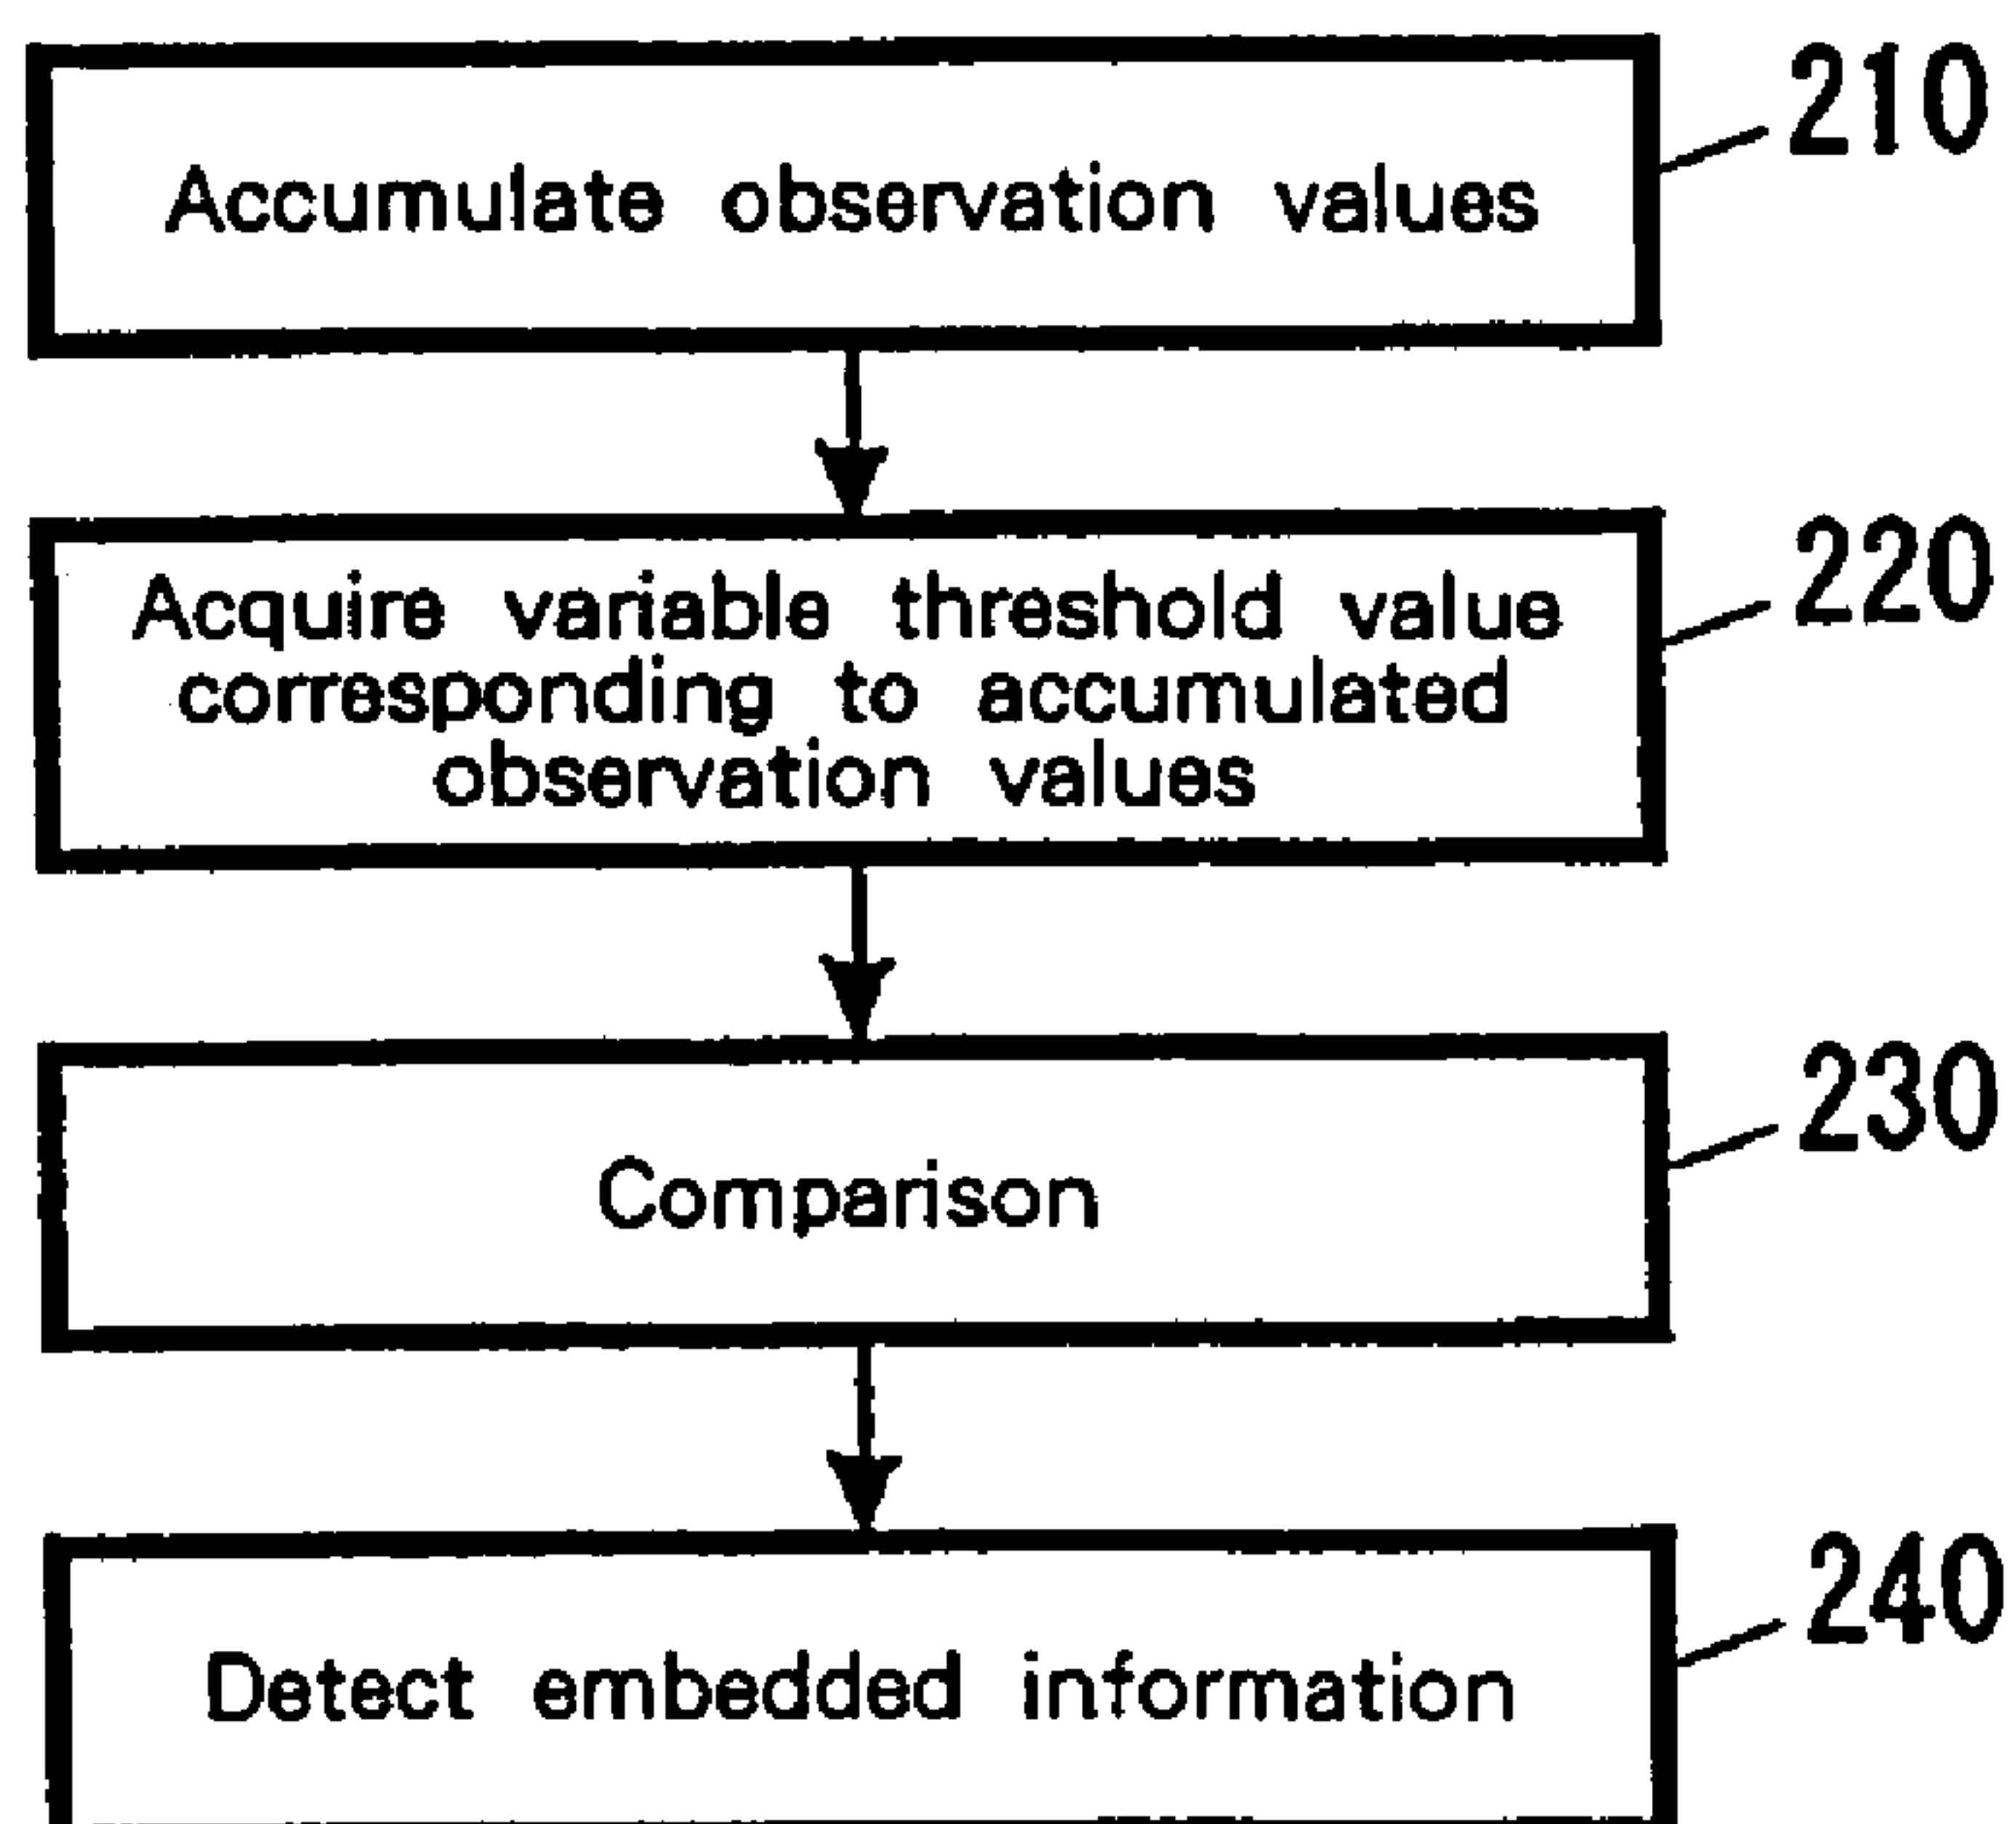 Accumulate observation values
210
Acquire variable threshold value
corresponding to accumulated
observation values
220
Comparison
230
Detect embedded information
240